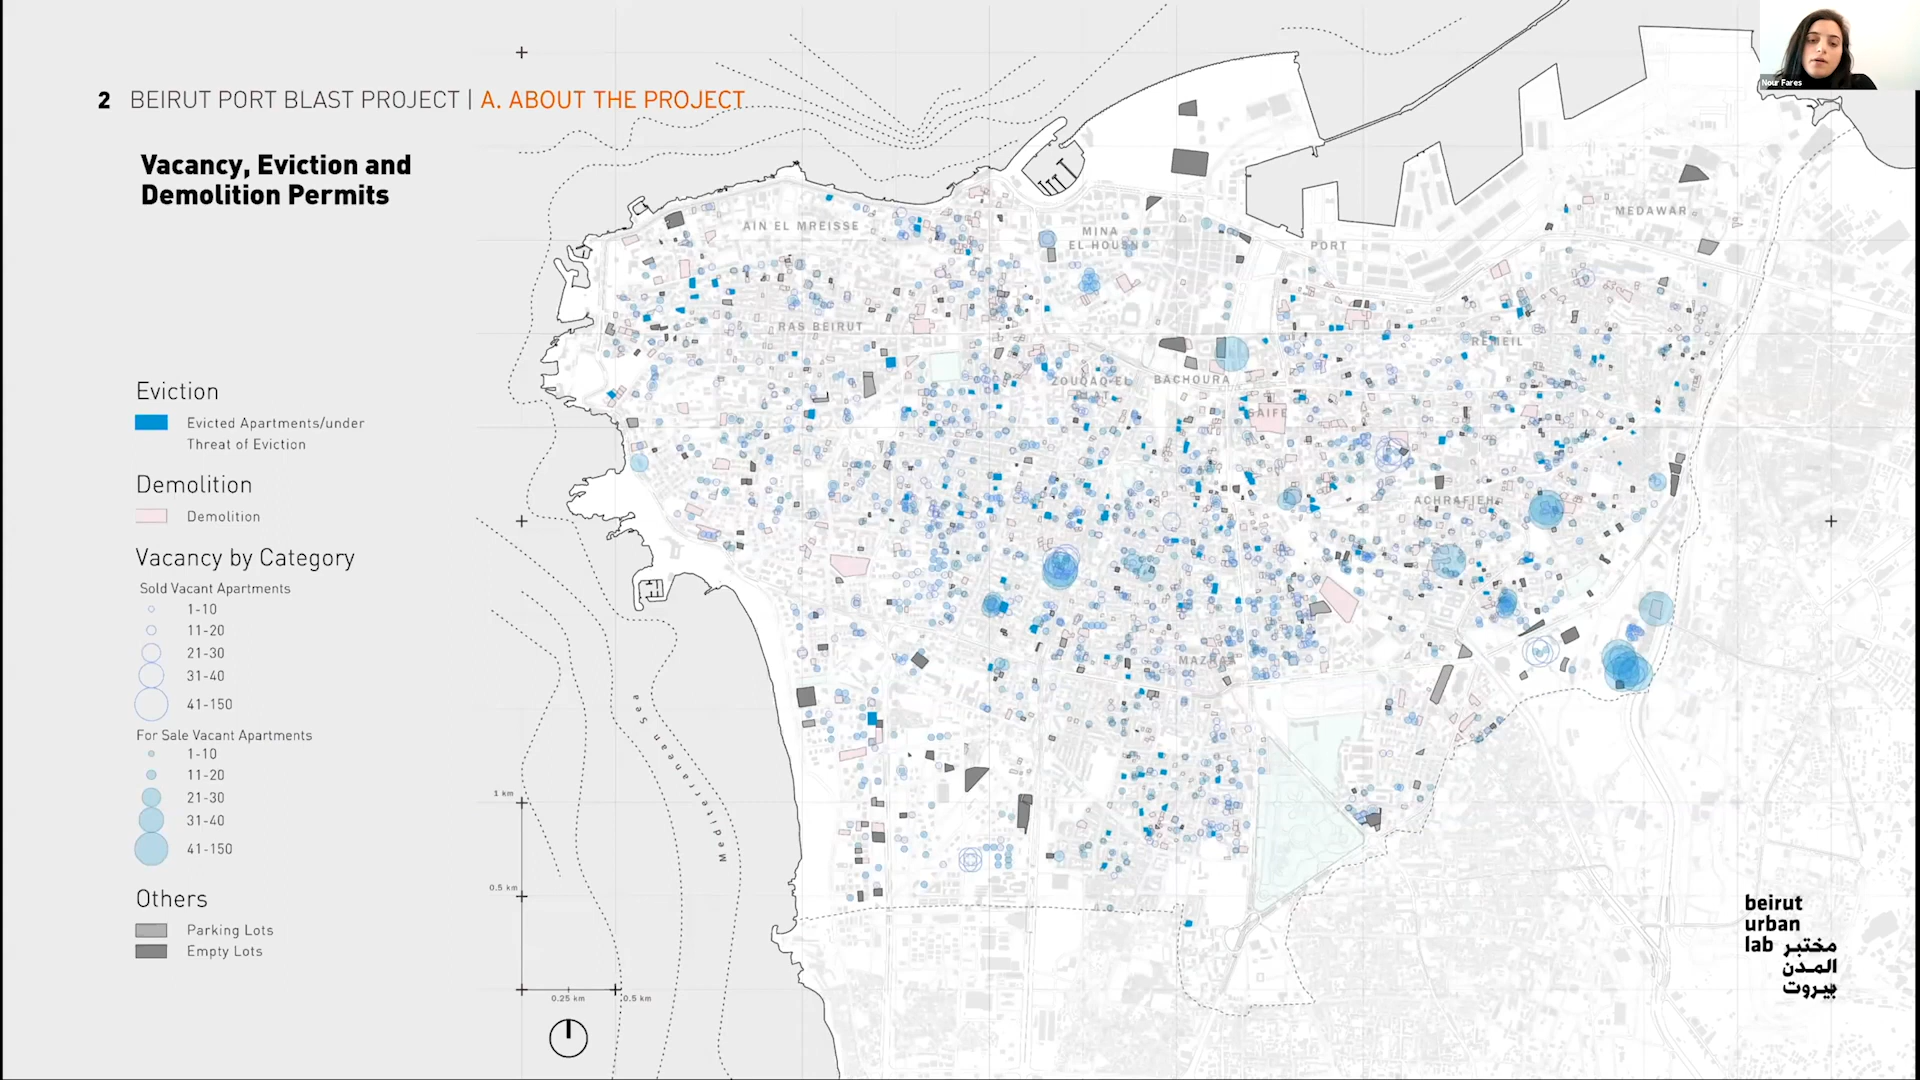 Nour Fares
2 BEIRUT PORT BLAST PROJECT | A. ABOUT THE PROJECT
Vacancy, Eviction and
Demolition Permits
Eviction
Evicted Apartments/under
Threat of Eviction
Demolition
Demolition
Vacancy by Category
Sold Vacant Apartments
1-10
11-20
21-30
31-40
41-150
For Sale Vacant Apartments
1-10
11-20
21-30
31-40
41-150
Others
Parking Lots
Empty Lots
AIN EL MREISSE
MINA
EL HOUSN
PORT
MEDAWAR
RAS BEIRUT
REMEIL
ZOUQAQ EL
BLAT
BACHOURA
SAIFE
ACHRAFIEH
MAZRAA
Mediterranean Sea
1 km
0.5 km
0.25 km
0.5 km
beirut
urban
lab مختبر
المدن
بيروت